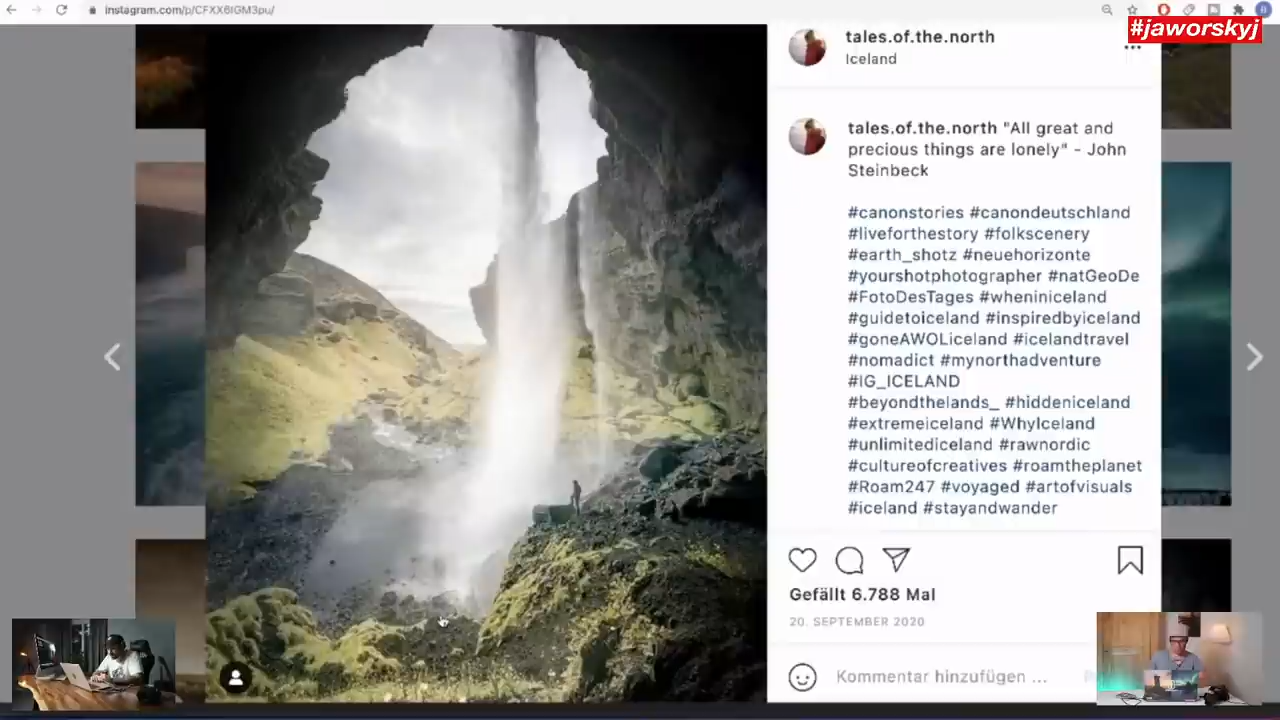 instagram.com/p/CFXX6IGM3pu/
#jaworskyj
tales.of.the.north
Iceland
tales.of.the.north "All great and
precious things are lonely" - John
Steinbeck
#canonstories #canondeutschland
#liveforthestory #folkscenery
#earth_shotz #neuehorizonte
#yourshotphotographer #natGeoDe
#FotoDesTages #wheniniceland
#guidetoiceland #inspiredbyiceland
#goneAWOLiceland #icelandtravel
#nomadict #mynorthadventure
#IG_ICELAND
#beyondthelands_ #hiddeniceland
#extremeiceland #WhyIceland
#unlimitediceland #rawnordic
#cultureofcreatives #roamtheplanet
#Roam247 #voyaged #artofvisuals
#iceland #stayandwander
Gefällt 6.788 Mal
20. SEPTEMBER 2020
Kommentar hinzufügen ...